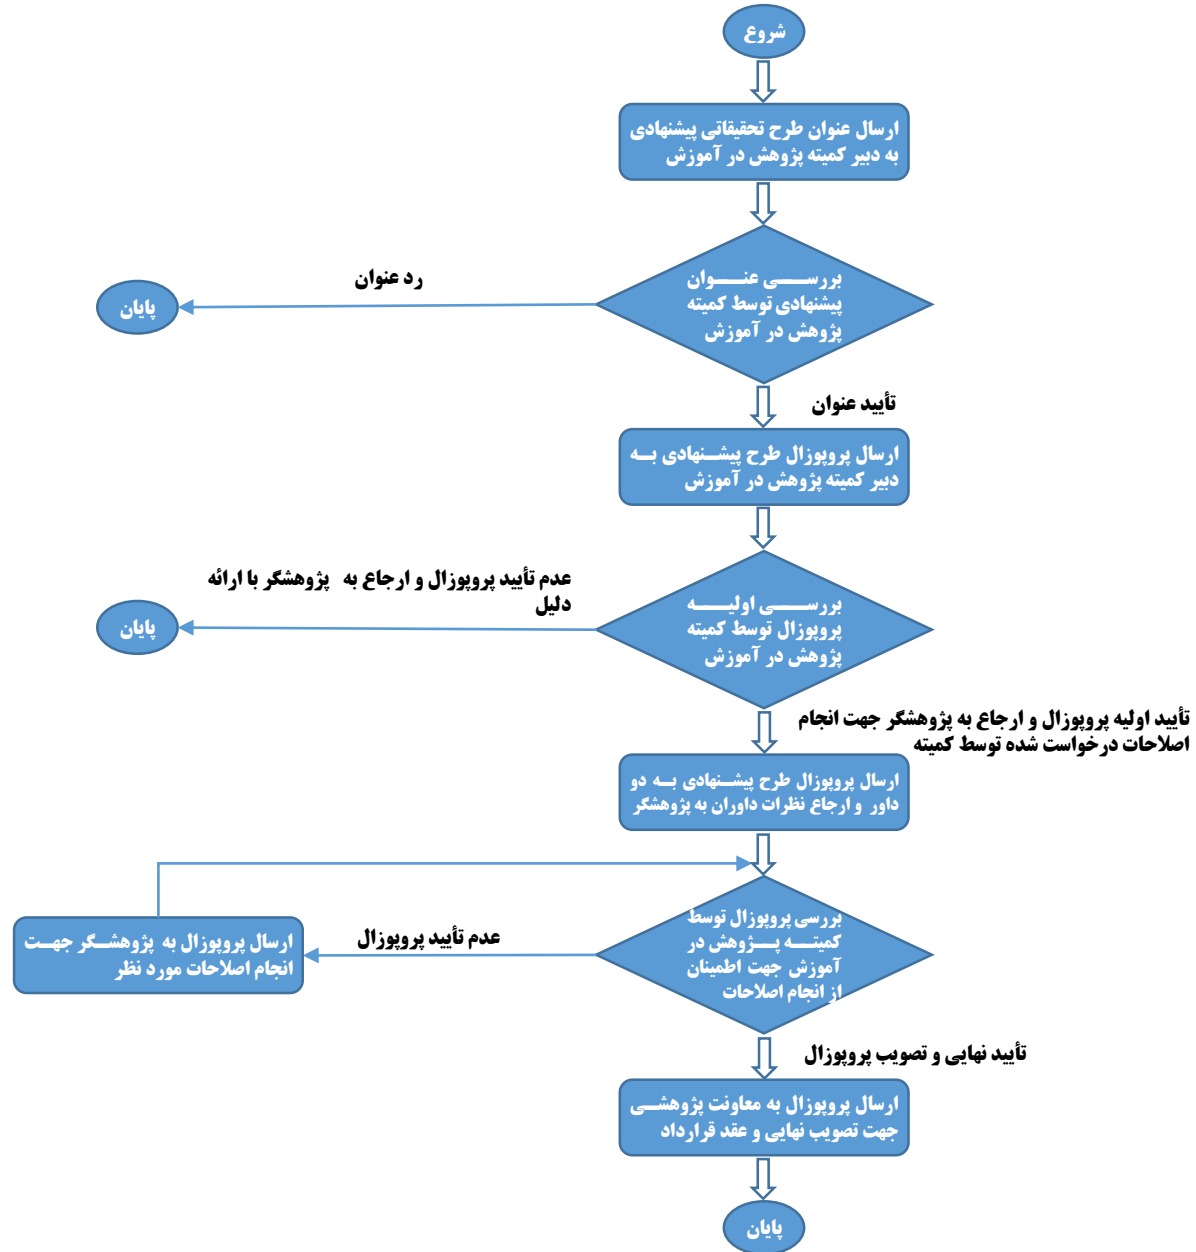 شروع
ارسال عنوان طرح تحقیقاتی پیشنهادی
به دبیر کمیته پژوهش در آموزش
بررسی عنوان
پیشنهادی توسط کمیته
پژوهش در آموزش
رد عنوان
پایان
تأیید عنوان
ارسال پروپوزال طرح پیشنهادی به
دبیر کمیته پژوهش در آموزش
بررسی اولیه
پروپوزال توسط کمیته
پژوهش در آموزش
عدم تأیید پروپوزال و ارجاع به پژوهشگر با ارائه
دلیل
پایان
تأیید اولیه پروپوزال و ارجاع به پژوهشگر جهت انجام
اصلاحات درخواست شده توسط کمیته
ارسال پروپوزال طرح پیشنهادی به دو
داور و ارجاع نظرات داوران به پژوهشگر
بررسی پروپوزال توسط
کمیته پژوهش در
آموزش جهت اطمینان
از انجام اصلاحات
عدم تأیید پروپوزال
ارسال پروپوزال به پژوهشگر جهت
انجام اصلاحات مورد نظر
تأیید نهایی و تصویب پروپوزال
ارسال پروپوزال به معاونت پژوهشی
جهت تصویب نهایی و عقد قرارداد
پایان